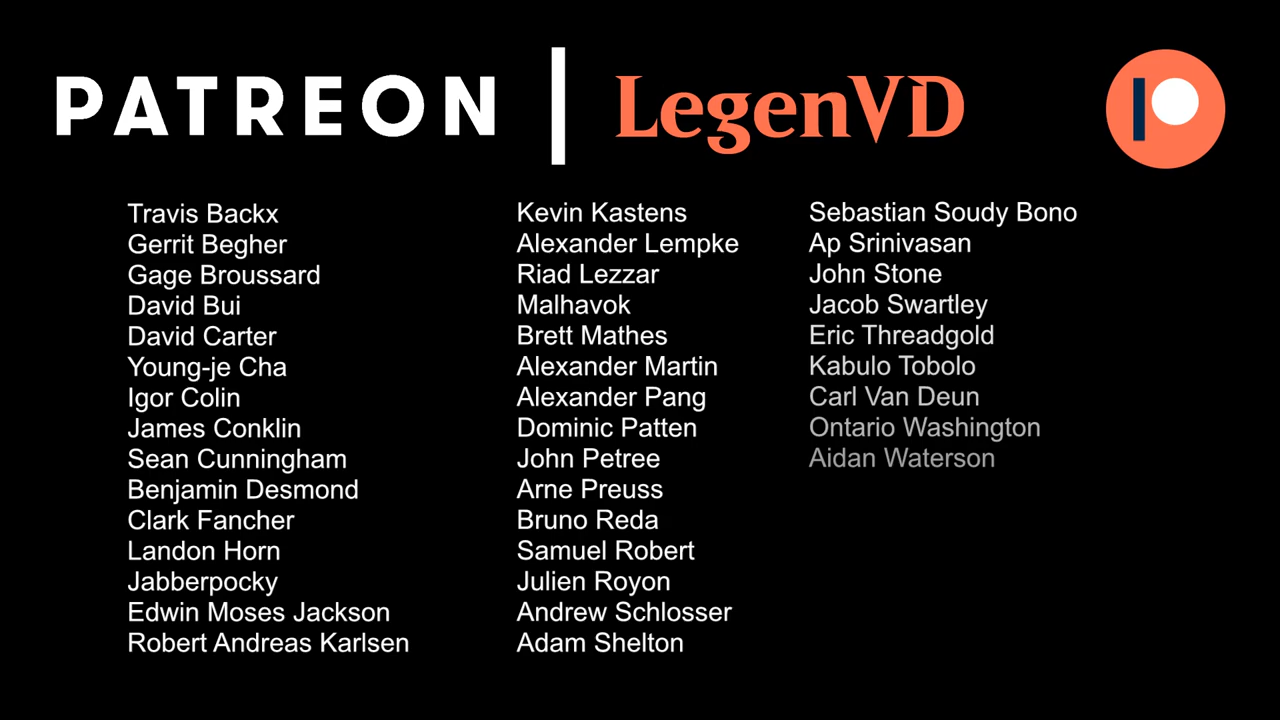 PATREON | LegenVD
Travis Backx
Gerrit Begher
Gage Broussard
David Bui
David Carter
Young-je Cha
Igor Colin
James Conklin
Sean Cunningham
Benjamin Desmond
Clark Fancher
Landon Horn
Jabberpocky
Edwin Moses Jackson
Robert Andreas Karlsen
Kevin Kastens
Alexander Lempke
Riad Lezzar
Malhavok
Brett Mathes
Alexander Martin
Alexander Pang
Dominic Patten
John Petree
Arne Preuss
Bruno Reda
Samuel Robert
Julien Royon
Andrew Schlosser
Adam Shelton
Sebastian Soudy Bono
Ap Srinivasan
John Stone
Jacob Swartley
Eric Threadgold
Kabulo Tobolo
Carl Van Deun
Ontario Washington
Aidan Waterson